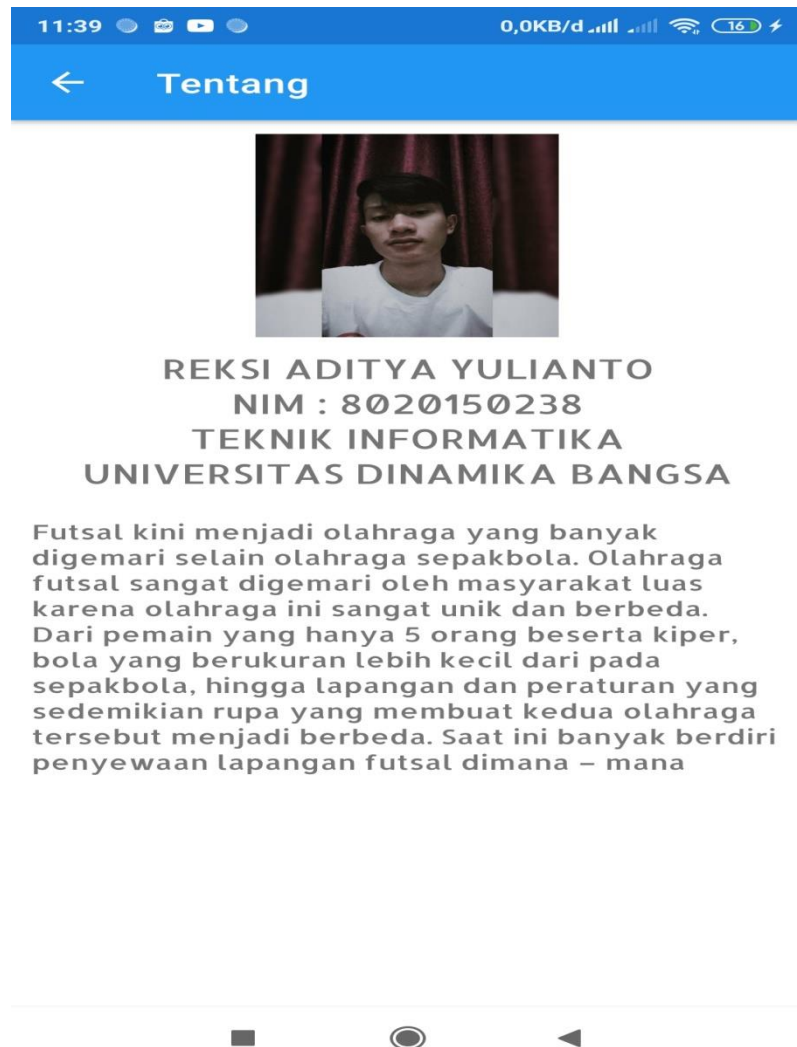 11:39 0,0KB/d 16
Tentang
REKSI ADITYA YULIANTO
NIM : 8020150238
TEKNIK INFORMATIKA
UNIVERSITAS DINAMIKA BANGSA
Futsal kini menjadi olahraga yang banyak
digemari selain olahraga sepakbola. Olahraga
futsal sangat digemari oleh masyarakat luas
karena olahraga ini sangat unik dan berbeda.
Dari pemain yang hanya 5 orang beserta kiper,
bola yang berukuran lebih kecil dari pada
sepakbola, hingga lapangan dan peraturan yang
sedemikian rupa yang membuat kedua olahraga
tersebut menjadi berbeda. Saat ini banyak berdiri
penyewaan lapangan futsal dimana – mana